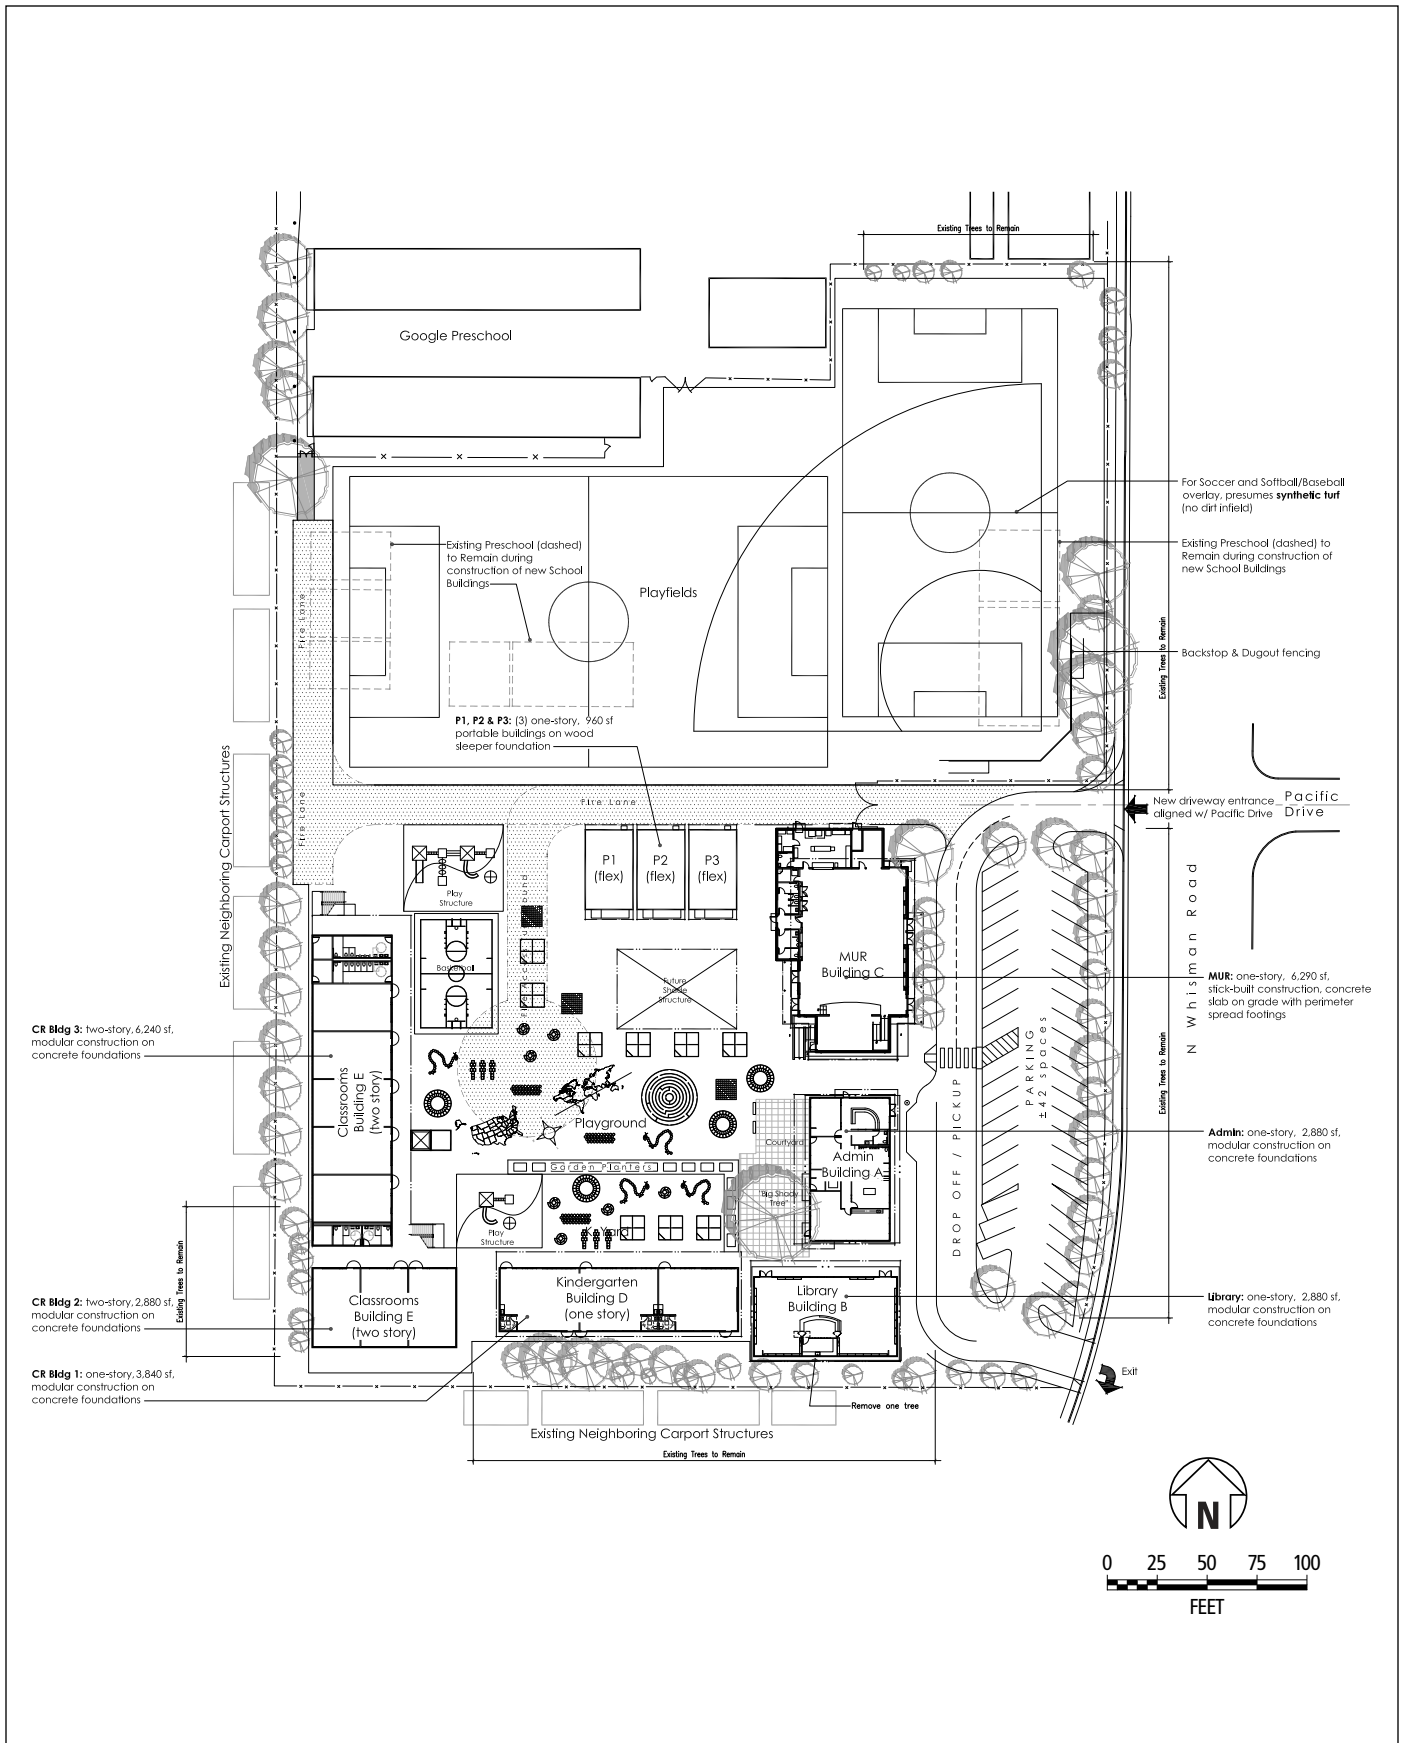 Existing Trees to Remain
Google Preschool
For Soccer and Softball/Baseball
overlay, presumes synthetic turf
(no dirt infield)
Existing Preschool (dashed)
to Remain during
construction of new School
Buildings
Existing Preschool (dashed) to
Remain during construction of
new School Buildings
Playfields
Fire Lane
Existing Trees to Remain
Backstop & Dugout fencing
P1, P2 & P3: (3) one-story, 960 sf
portable buildings on wood
sleeper foundation
Existing Neighboring Carport Structures
Fire Lane
Fire Lane
New driveway entrance
aligned w/ Pacific Drive
Pacific
Drive
P1
(flex)
P2
(flex)
P3
(flex)
Play
Structure
N Whisman Road
Basketball
MUR
Building C
Future
Shade
Structure
MUR: one-story, 6,290 sf,
stick-built construction, concrete
slab on grade with perimeter
spread footings
CR Bldg 3: two-story, 6,240 sf,
modular construction on
concrete foundations
PARKING
±42 spaces
Existing Trees to Remain
Classrooms
Building E
(two story)
DROP OFF / PICKUP
Playground
Courtyard
Admin
Building A
Admin: one-story, 2,880 sf,
modular construction on
concrete foundations
Garden Planters
"Big Shady
Tree"
K-Yard
Play
Structure
Existing Trees to Remain
CR Bldg 2: two-story, 2,880 sf,
modular construction on
concrete foundations
Classrooms
Building E
(two story)
Kindergarten
Building D
(one story)
Library
Building B
Library: one-story, 2,880 sf,
modular construction on
concrete foundations
CR Bldg 1: one-story, 3,840 sf,
modular construction on
concrete foundations
Exit
Remove one tree
Existing Neighboring Carport Structures
Existing Trees to Remain
N
0 25 50 75 100
FEET